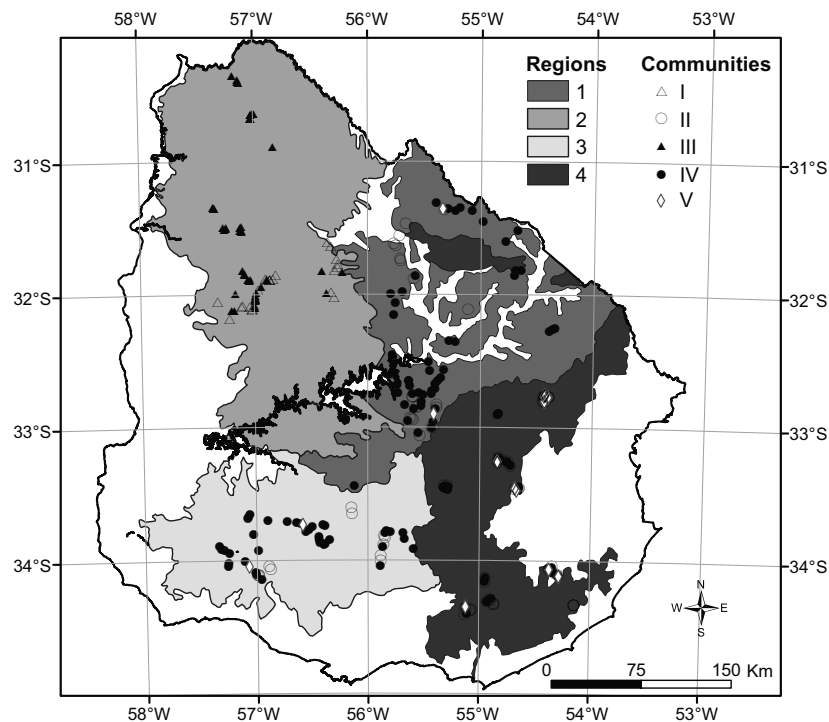 58°W 57°W 56°W 55°W 54°W 53°W
Regions Communities
1 I
2 II
3 III
4 IV
V
31°S 31°S
32°S 32°S
33°S 33°S
34°S 34°S
N
W E
S
0 75 150 Km
58°W 57°W 56°W 55°W 54°W 53°W